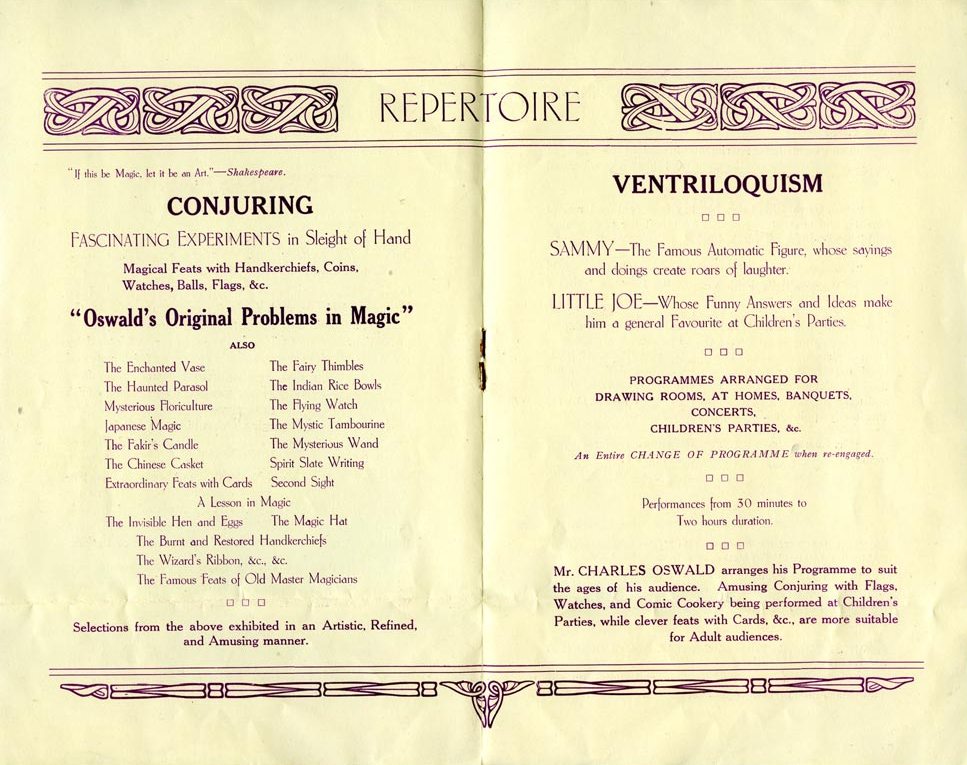 REPERTOIRE
"If this be Magic, let it be an Art."—Shakespeare.
CONJURING
FASCINATING EXPERIMENTS in Sleight of Hand
Magical Feats with Handkerchiefs, Coins,
Watches, Balls, Flags, &c.
"Oswald's Original Problems in Magic"
ALSO
The Enchanted Vase The Fairy Thimbles
The Haunted Parasol The Indian Rice Bowls
Mysterious Floriculture The Flying Watch
Japanese Magic The Mystic Tambourine
The Fakir's Candle The Mysterious Wand
The Chinese Casket Spirit Slate Writing
Extraordinary Feats with Cards Second Sight
A Lesson in Magic
The Invisible Hen and Eggs The Magic Hat
The Burnt and Restored Handkerchiefs
The Wizard's Ribbon, &c., &c.
The Famous Feats of Old Master Magicians
Selections from the above exhibited in an Artistic, Refined,
and Amusing manner.
VENTRILOQUISM
SAMMY—The Famous Automatic Figure, whose sayings
and doings create roars of laughter.
LITTLE JOE—Whose Funny Answers and Ideas make
him a general Favourite at Children's Parties.
PROGRAMMES ARRANGED FOR
DRAWING ROOMS, AT HOMES, BANQUETS,
CONCERTS,
CHILDREN'S PARTIES, &c.
An Entire CHANGE OF PROGRAMME when re-engaged.
Performances from 30 minutes to
Two hours duration.
Mr. CHARLES OSWALD arranges his Programme to suit
the ages of his audience. Amusing Conjuring with Flags,
Watches, and Comic Cookery being performed at Children's
Parties, while clever feats with Cards, &c., are more suitable
for Adult audiences.